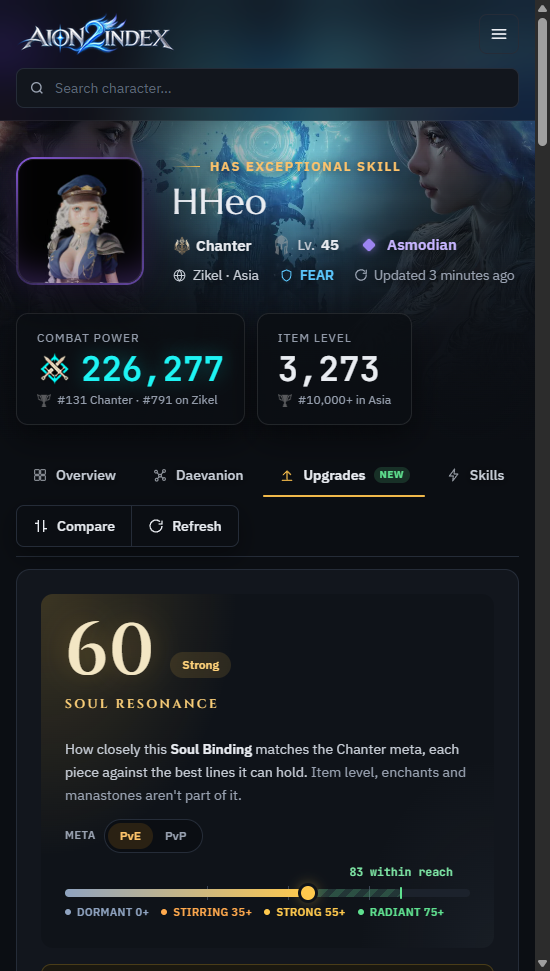 AION2INDEX
Search character...
HAS EXCEPTIONAL SKILL
HHeo
Chanter Lv. 45 Asmodian
Zikel · Asia FEAR Updated 3 minutes ago
COMBAT POWER
226,277
#131 Chanter · #791 on Zikel
ITEM LEVEL
3,273
#10,000+ in Asia
Overview Daevanion Upgrades NEW Skills
Compare Refresh
60 Strong
SOUL RESONANCE
How closely this Soul Binding matches the Chanter meta, each
piece against the best lines it can hold. Item level, enchants and
manastones aren't part of it.
META PvE PvP
83 within reach
DORMANT 0+ STIRRING 35+ STRONG 55+ RADIANT 75+